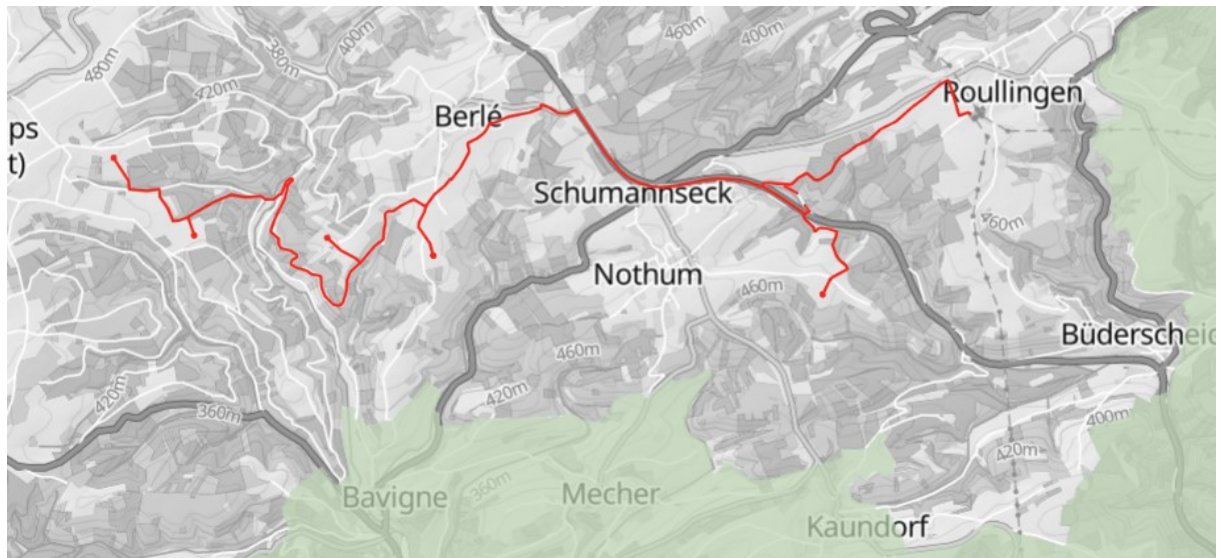 460m
400m
400m
380m
480m
420m
Roullingen
Berlé
ps
t)
Schumannseck
460m
Nothum
460m
Büderscheid
460m
420m
420m
360m
400m
420m
Bavigne
360m
Mecher
Kaundorf